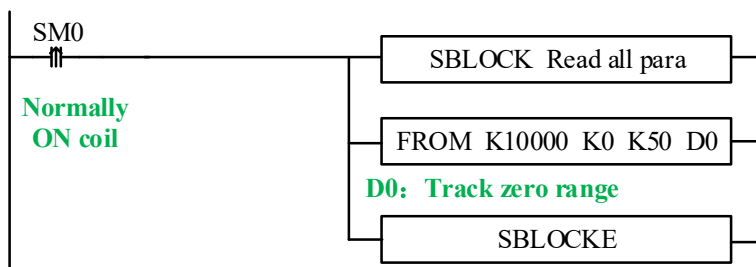 SM0
SBLOCK Read all para
Normally
ON coil
FROM K10000 K0 K50 D0
D0：Track zero range
SBLOCKE